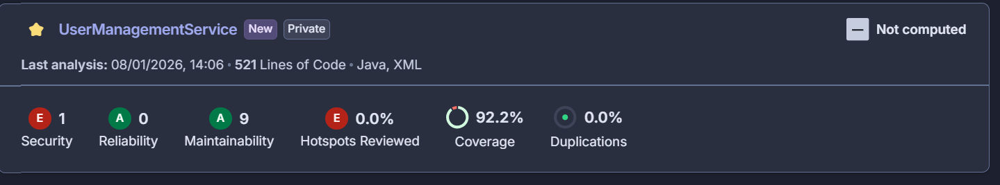 UserManagementService New Private — Not computed
Last analysis: 08/01/2026, 14:06 • 521 Lines of Code • Java, XML
E 1 A 0 A 9 E 0.0% 92.2% 0.0%
Security Reliability Maintainability Hotspots Reviewed Coverage Duplications